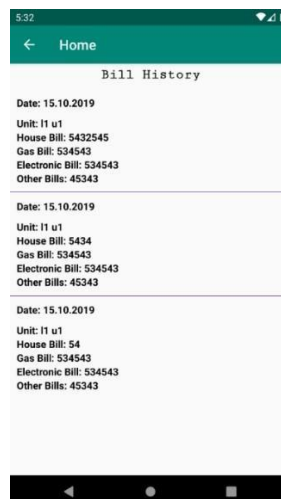 5:32
Home
Bill History
Date: 15.10.2019
Unit: l1 u1
House Bill: 5432545
Gas Bill: 534543
Electronic Bill: 534543
Other Bills: 45343
Date: 15.10.2019
Unit: l1 u1
House Bill: 5434
Gas Bill: 534543
Electronic Bill: 534543
Other Bills: 45343
Date: 15.10.2019
Unit: l1 u1
House Bill: 54
Gas Bill: 534543
Electronic Bill: 534543
Other Bills: 45343